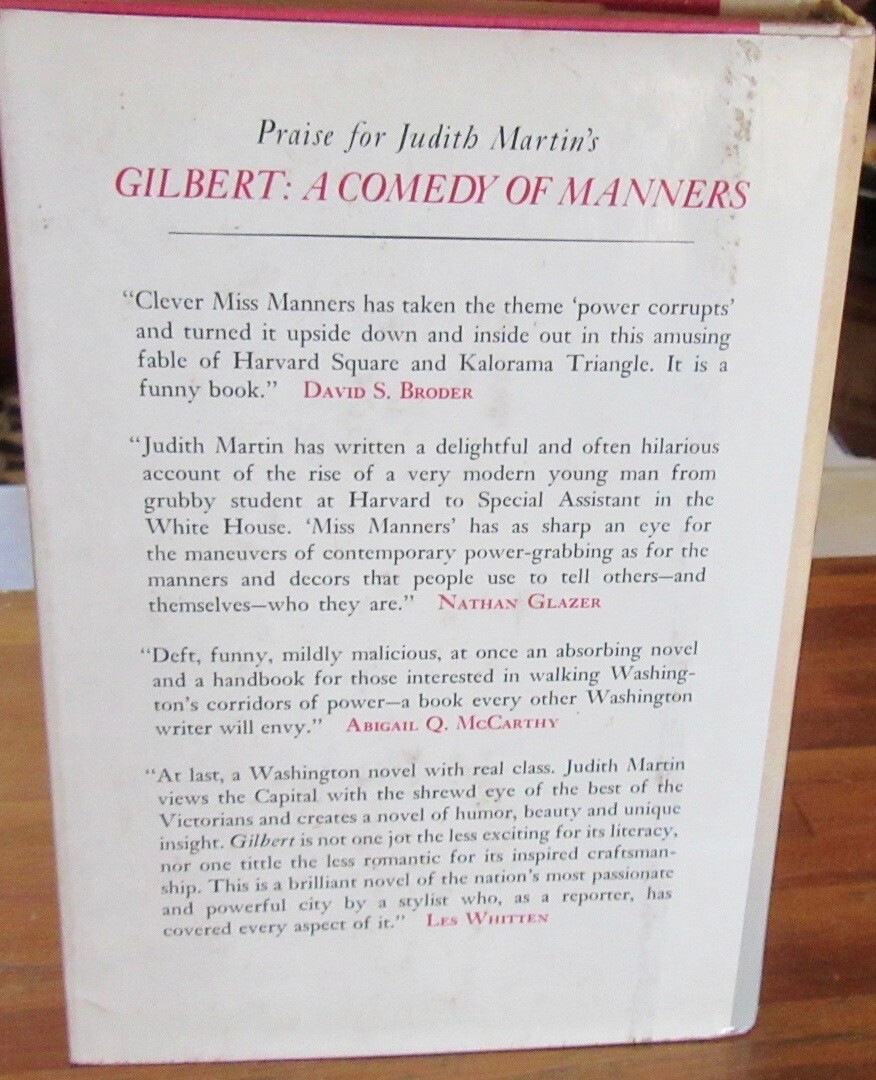 Praise for Judith Martin's
GILBERT: A COMEDY OF MANNERS
“Clever Miss Manners has taken the theme ‘power corrupts’
and turned it upside down and inside out in this amusing
fable of Harvard Square and Kalorama Triangle. It is a
funny book.” DAVID S. BRODER
“Judith Martin has written a delightful and often hilarious
account of the rise of a very modern young man from
grubby student at Harvard to Special Assistant in the
White House. ‘Miss Manners’ has as sharp an eye for
the maneuvers of contemporary power-grabbing as for the
manners and decors that people use to tell others—and
themselves—who they are.” NATHAN GLAZER
“Deft, funny, mildly malicious, at once an absorbing novel
and a handbook for those interested in walking Washing-
ton's corridors of power—a book every other Washington
writer will envy.” ABIGAIL Q. MCCARTHY
“At last, a Washington novel with real class. Judith Martin
views the Capital with the shrewd eye of the best of the
Victorians and creates a novel of humor, beauty and unique
insight. Gilbert is not one jot the less exciting for its literacy,
nor one tittle the less romantic for its inspired craftsman-
ship. This is a brilliant novel of the nation's most passionate
and powerful city by a stylist who, as a reporter, has
covered every aspect of it.” LES WHITTEN